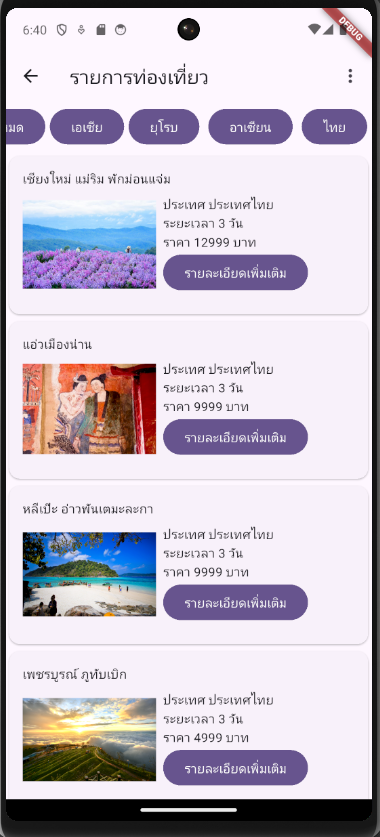 6:40
DEBUG
รายการท่องเที่ยว
มด เอเชีย ยุโรป อาเซียน ไทย
เชียงใหม่ แม่ริม พักม่อนแจ่ม
ประเทศ ประเทศไทย
ระยะเวลา 3 วัน
ราคา 12999 บาท
รายละเอียดเพิ่มเติม
แอ่วเมืองน่าน
ประเทศ ประเทศไทย
ระยะเวลา 3 วัน
ราคา 9999 บาท
รายละเอียดเพิ่มเติม
หลีเป๊ะ อ่าวพันเตมะละกา
ประเทศ ประเทศไทย
ระยะเวลา 3 วัน
ราคา 9999 บาท
รายละเอียดเพิ่มเติม
เพชรบูรณ์ ภูทับเบิก
ประเทศ ประเทศไทย
ระยะเวลา 3 วัน
ราคา 4999 บาท
รายละเอียดเพิ่มเติม